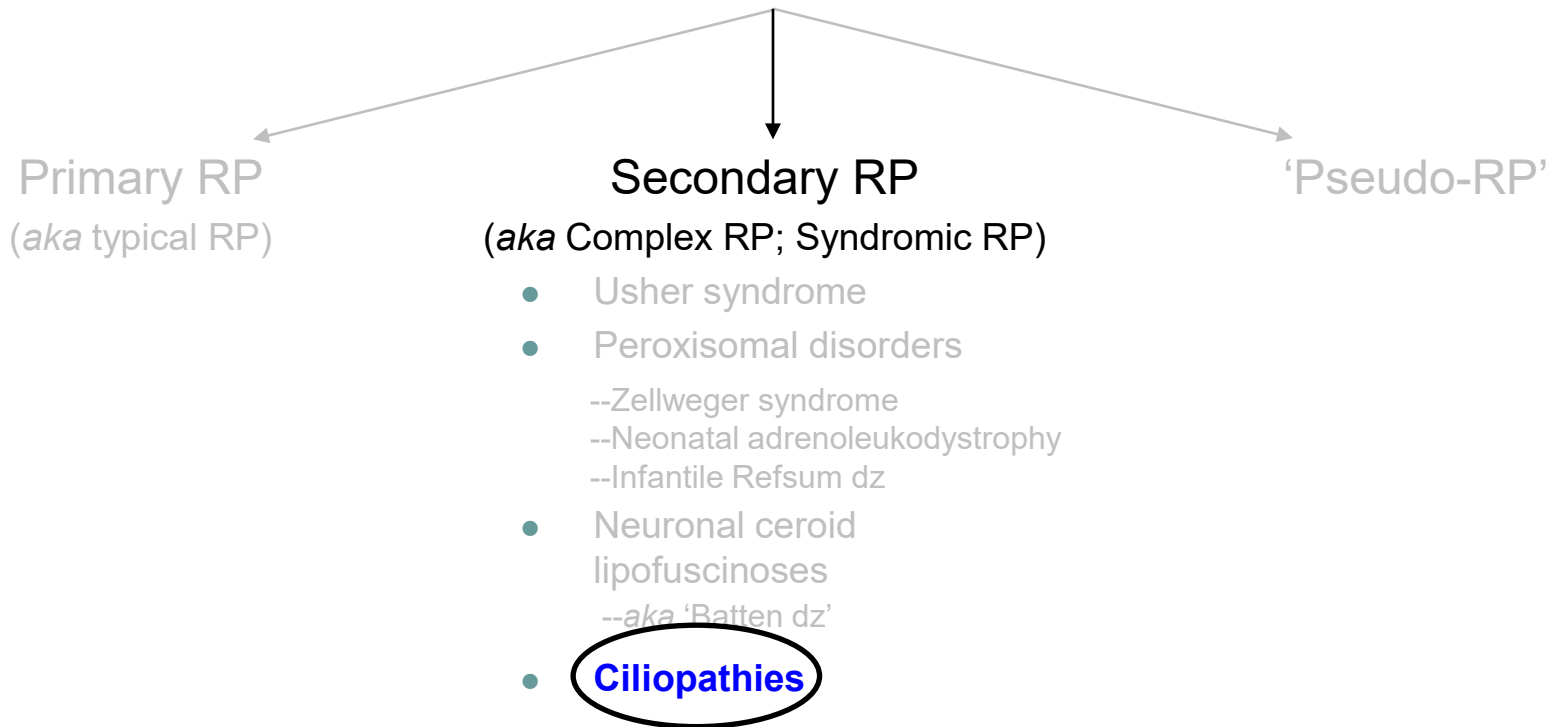 Primary RP
(aka typical RP)
Secondary RP
(aka Complex RP; Syndromic RP)
‘Pseudo-RP’
● Usher syndrome
● Peroxisomal disorders
--Zellweger syndrome
--Neonatal adrenoleukodystrophy
--Infantile Refsum dz
● Neuronal ceroid
lipofuscinoses
--aka ‘Batten dz’
● Ciliopathies